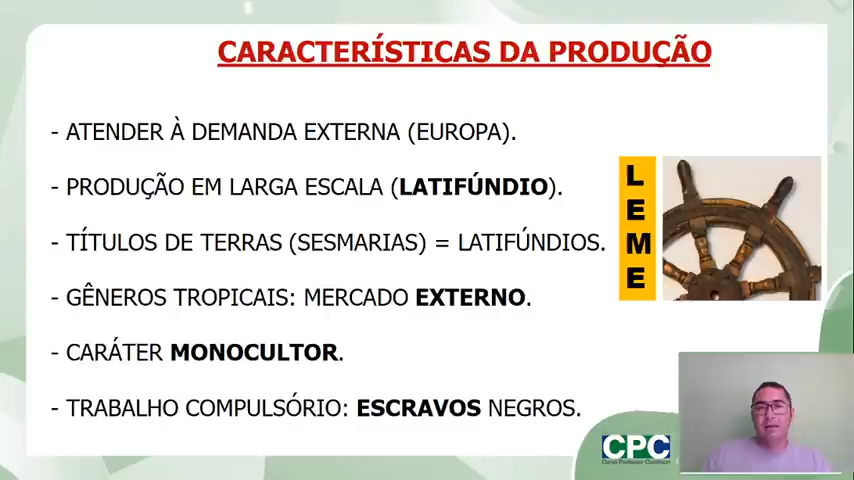 CARACTERÍSTICAS DA PRODUÇÃO
- ATENDER À DEMANDA EXTERNA (EUROPA).
- PRODUÇÃO EM LARGA ESCALA (LATIFÚNDIO).
- TÍTULOS DE TERRAS (SESMARIAS) = LATIFÚNDIOS.
- GÊNEROS TROPICAIS: MERCADO EXTERNO.
- CARÁTER MONOCULTOR.
- TRABALHO COMPULSÓRIO: ESCRAVOS NEGROS.
L
E
M
E
CPC